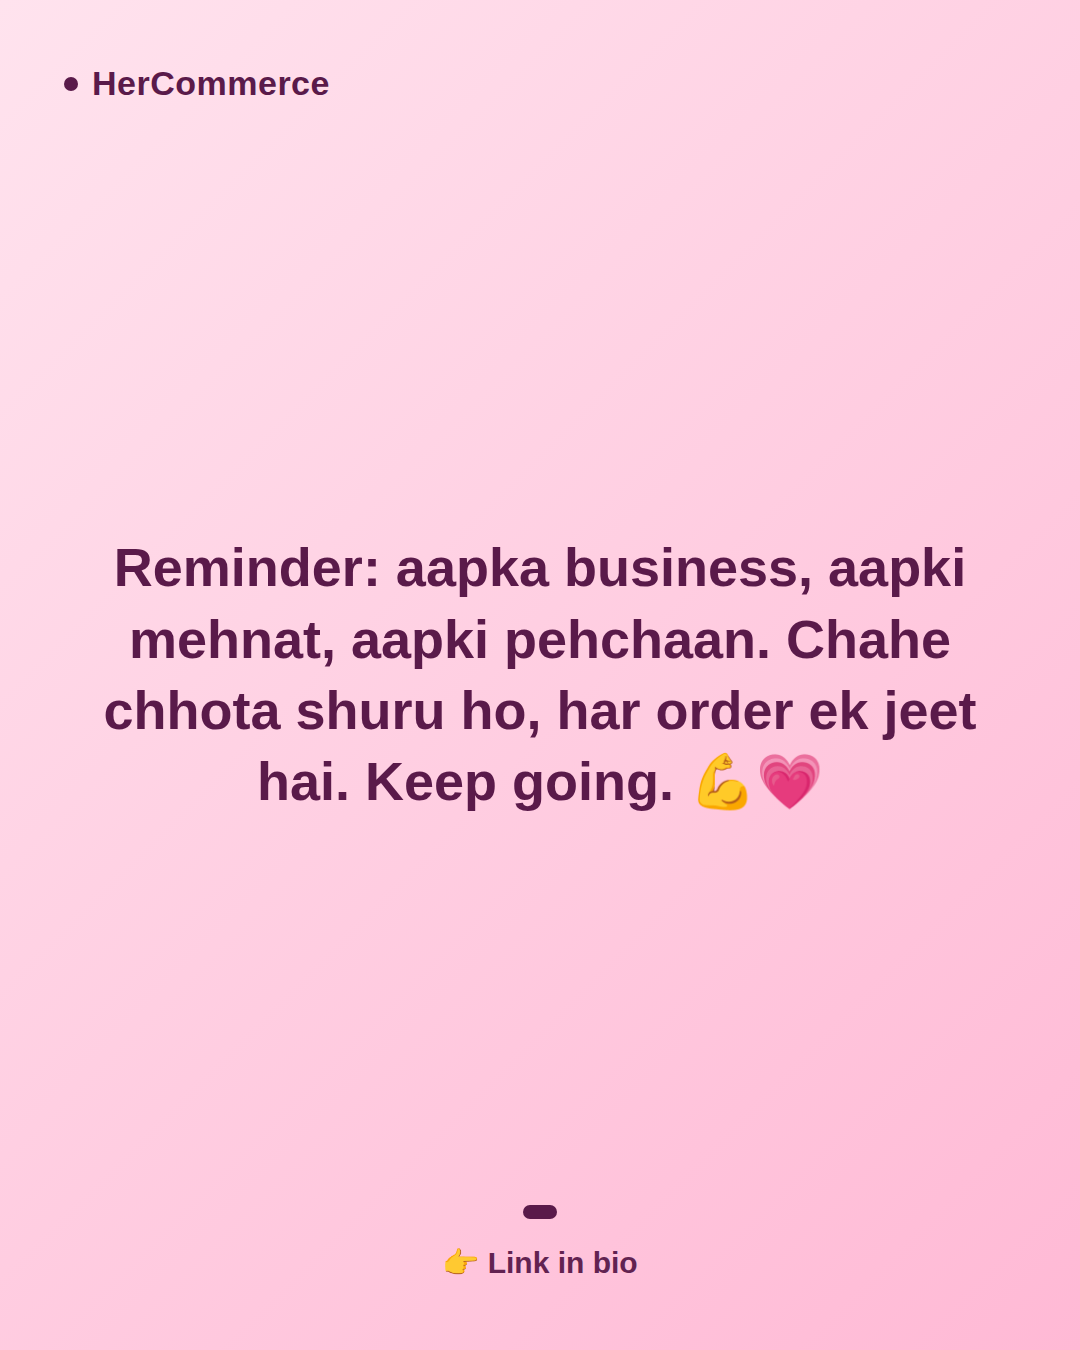 HerCommerce
Reminder: aapka business, aapki
mehnat, aapki pehchaan. Chahe
chhota shuru ho, har order ek jeet
hai. Keep going. 💪💗
👉 Link in bio